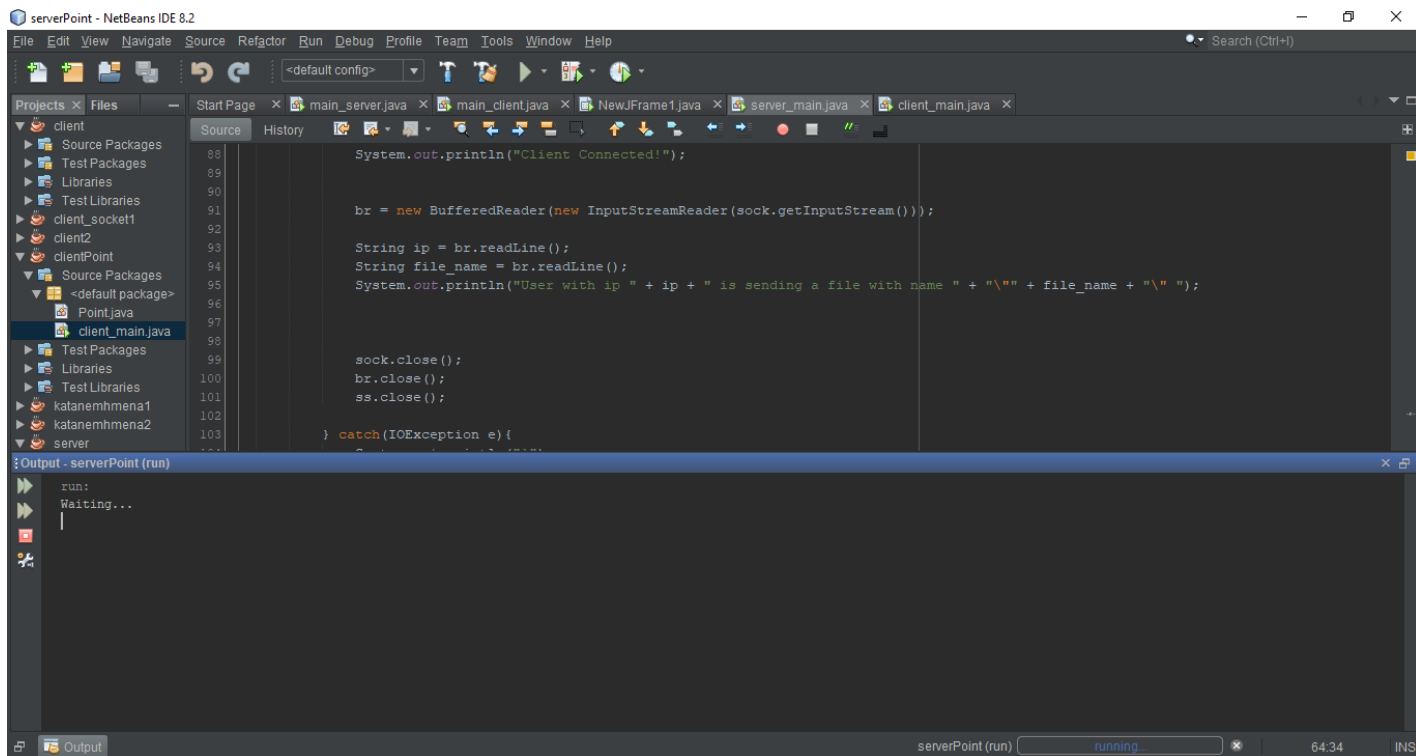 serverPoint - NetBeans IDE 8.2
File Edit View Navigate Source Refactor Run Debug Profile Team Tools Window Help
Search (Ctrl+I)
<default config>
Projects Files
Start Page main_server.java main_client.java NewJFrame1.java server_main.java client_main.java
Source History
client
Source Packages
Test Packages
Libraries
Test Libraries
client_socket1
client2
clientPoint
Source Packages
<default package>
Point.java
client_main.java
Test Packages
Libraries
Test Libraries
katanemhmena1
katanemhmena2
server
88 System.out.println("Client Connected!");
89
90
91 br = new BufferedReader(new InputStreamReader(sock.getInputStream()));
92
93 String ip = br.readLine();
94 String file_name = br.readLine();
95 System.out.println("User with ip " + ip + " is sending a file with name " + "\"" + file_name + "\" ");
96
97
98
99 sock.close();
100 br.close();
101 ss.close();
102
103 } catch(IOException e){
Output - serverPoint (run)
run:
Waiting...
Output
serverPoint (run) running... 64:34 INS